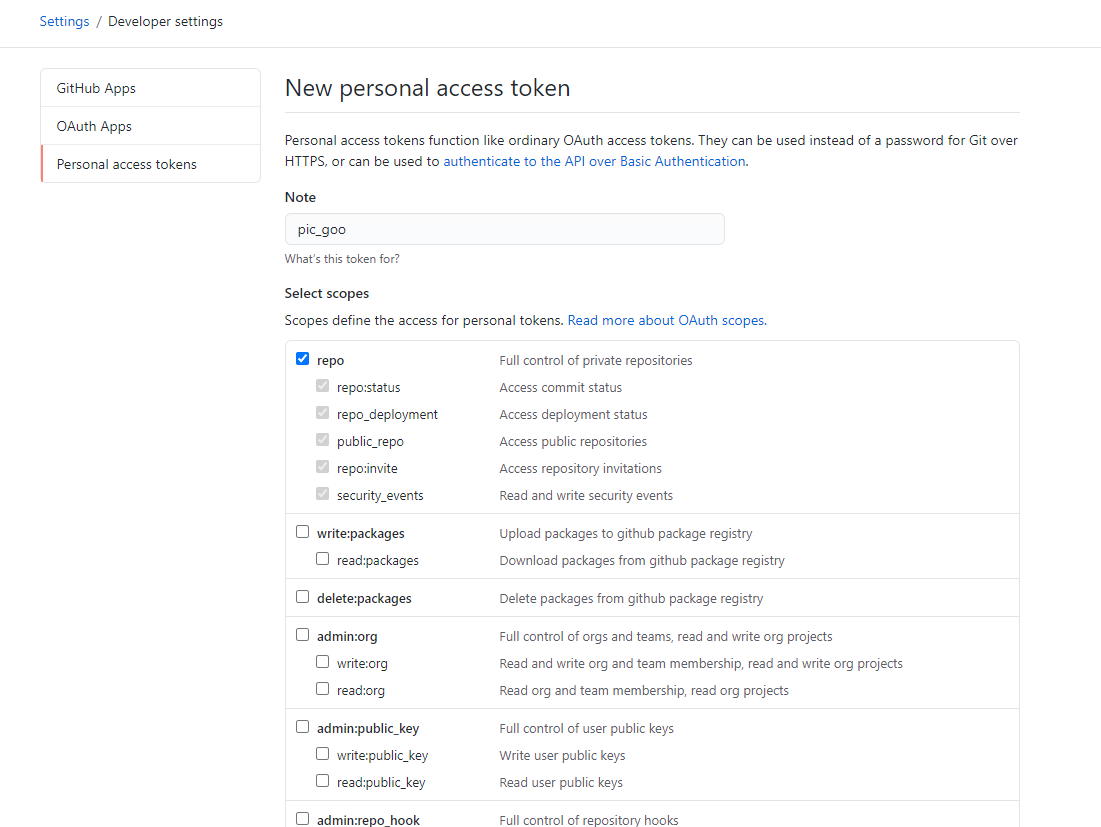 Settings / Developer settings
GitHub Apps
OAuth Apps
Personal access tokens
New personal access token
Personal access tokens function like ordinary OAuth access tokens. They can be used instead of a password for Git over
HTTPS, or can be used to authenticate to the API over Basic Authentication.
Note
pic_goo
What's this token for?
Select scopes
Scopes define the access for personal tokens. Read more about OAuth scopes.
repo Full control of private repositories
repo:status Access commit status
repo_deployment Access deployment status
public_repo Access public repositories
repo:invite Access repository invitations
security_events Read and write security events
write:packages Upload packages to github package registry
read:packages Download packages from github package registry
delete:packages Delete packages from github package registry
admin:org Full control of orgs and teams, read and write org projects
write:org Read and write org and team membership, read and write org projects
read:org Read org and team membership, read org projects
admin:public_key Full control of user public keys
write:public_key Write user public keys
read:public_key Read user public keys
admin:repo_hook Full control of repository hooks